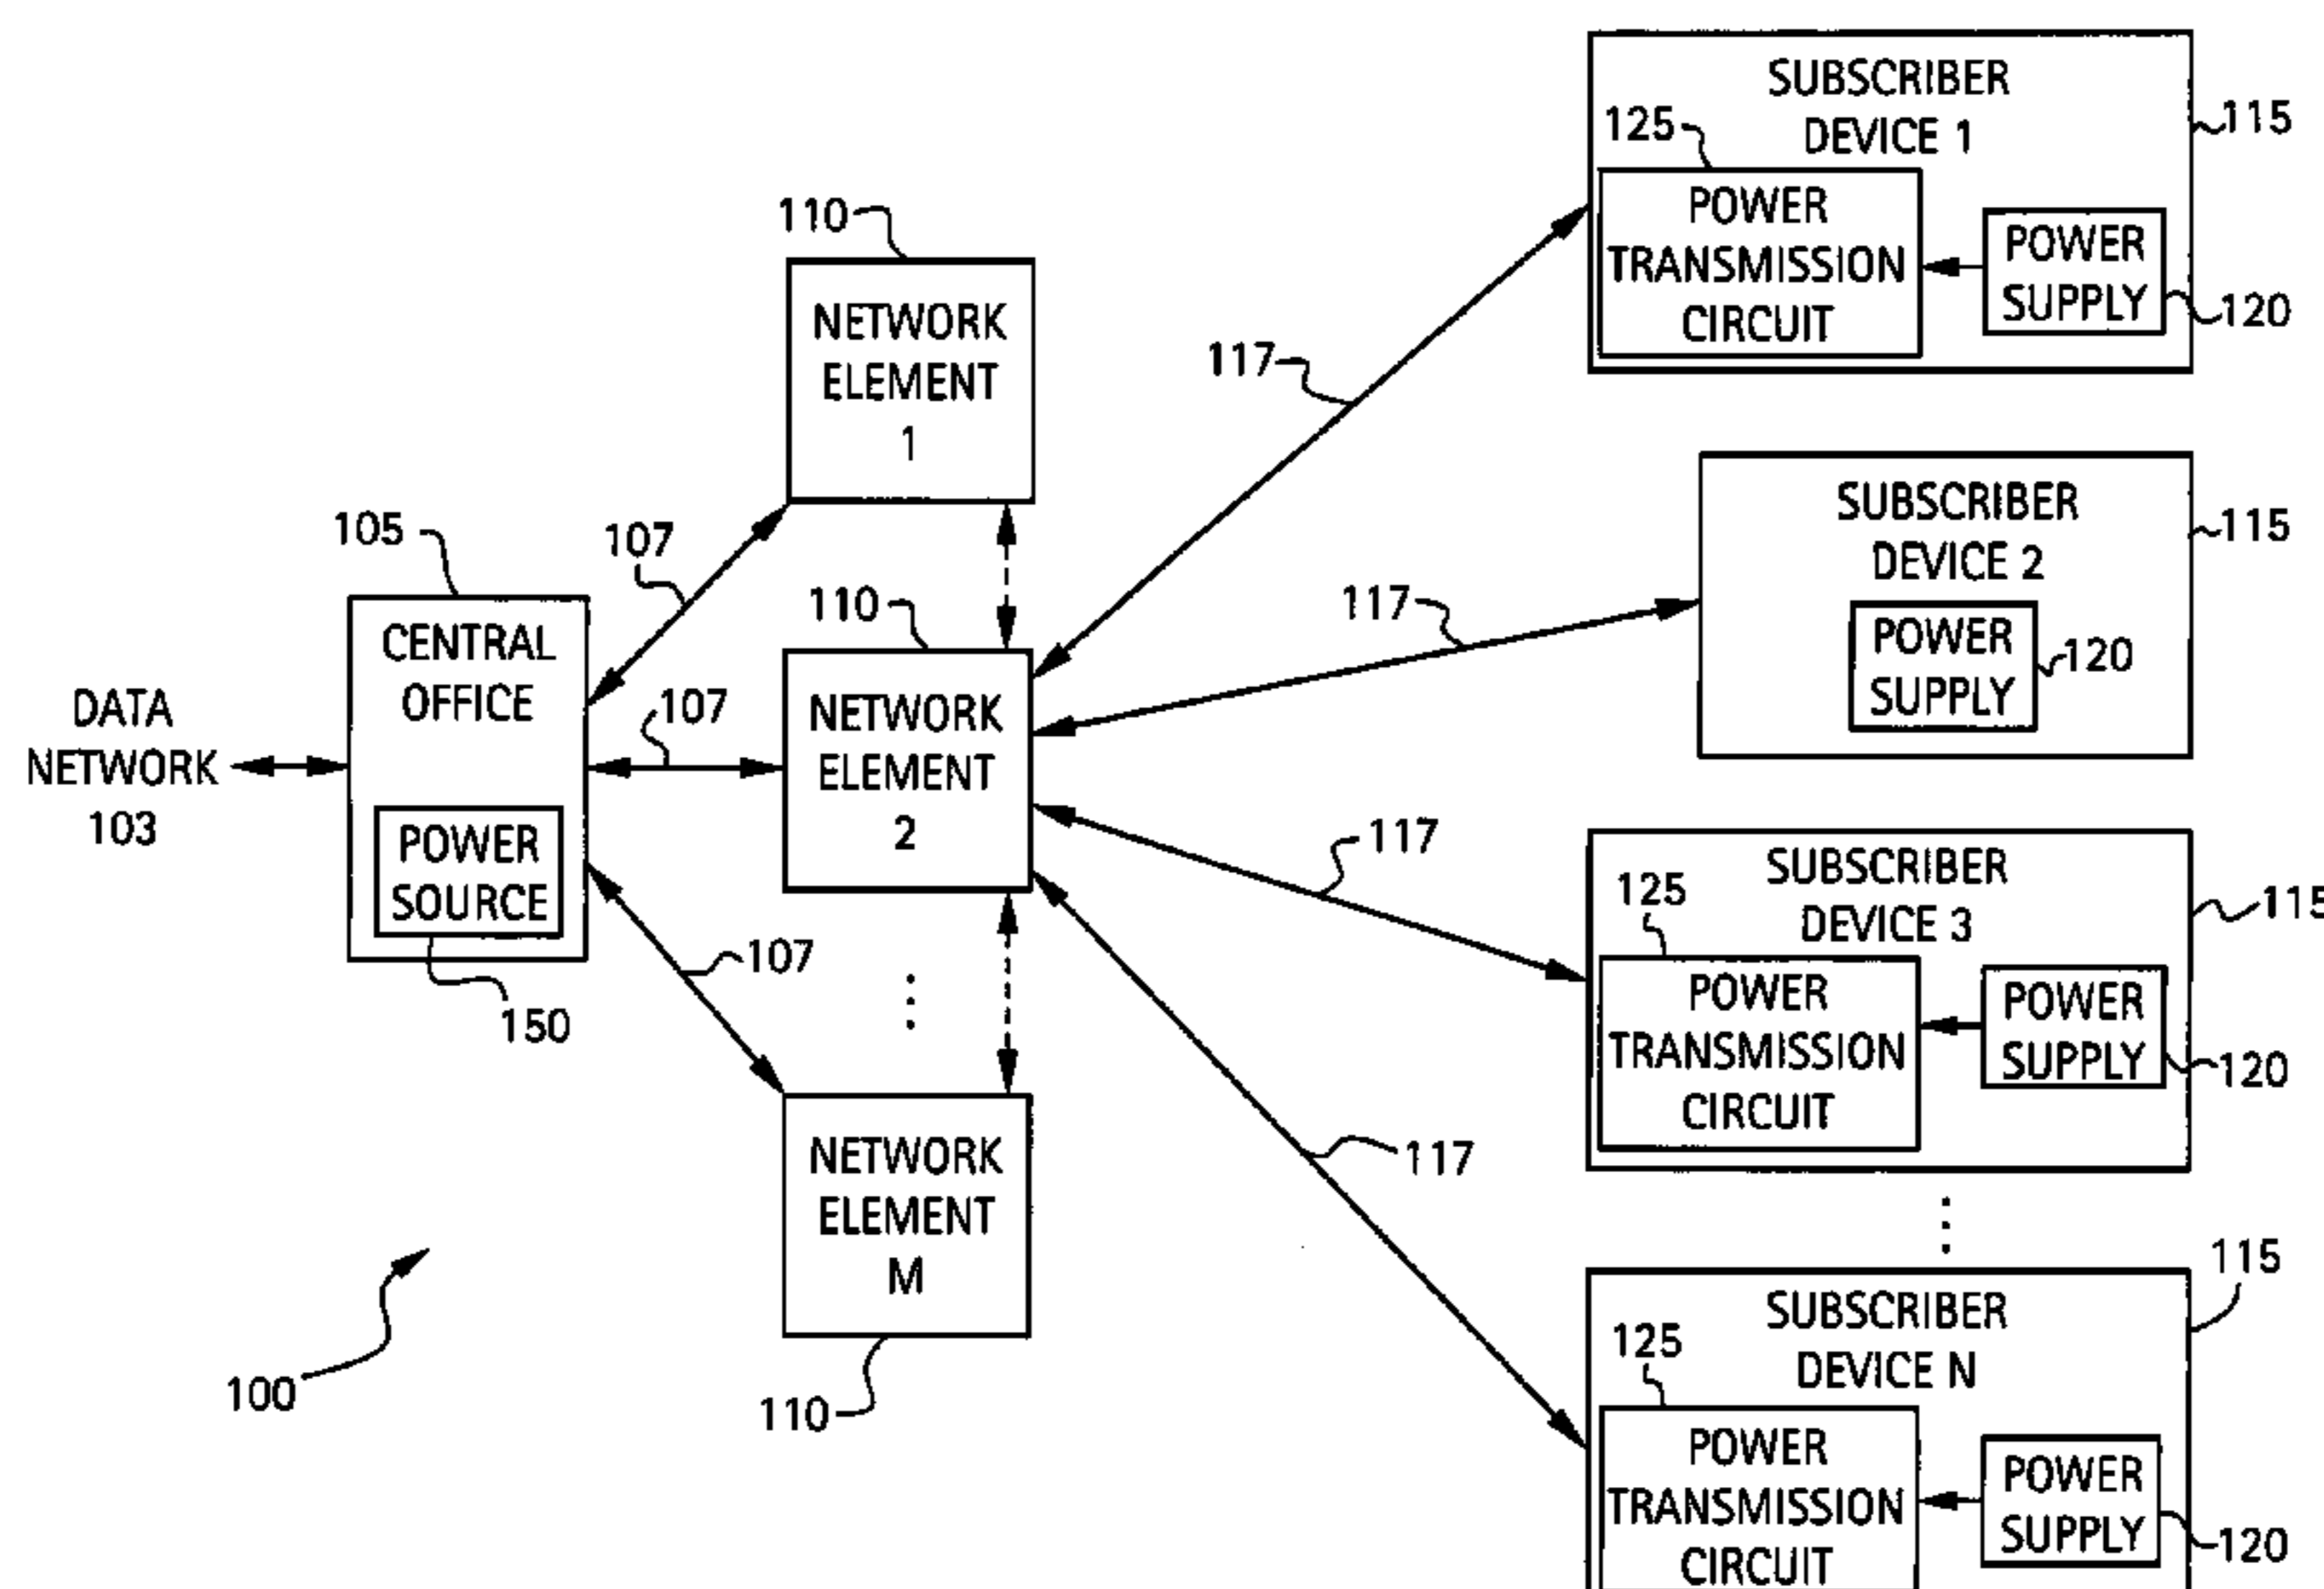 DATA
NETWORK
103
105
CENTRAL
OFFICE
POWER
SOURCE
150
107
107
107
110
NETWORK
ELEMENT
1
110
NETWORK
ELEMENT
2
NETWORK
ELEMENT
M
110
100
117
117
117
117
SUBSCRIBER
DEVICE 1
115
125
POWER
TRANSMISSION
CIRCUIT
POWER
SUPPLY
120
SUBSCRIBER
DEVICE 2
115
POWER
SUPPLY
120
SUBSCRIBER
DEVICE 3
115
125
POWER
TRANSMISSION
CIRCUIT
POWER
SUPPLY
120
SUBSCRIBER
DEVICE N
115
125
POWER
TRANSMISSION
CIRCUIT
POWER
SUPPLY
120